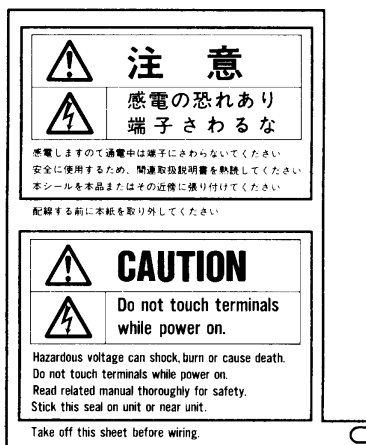 注 意
感電の恐れあり
端子さわるな
感電しますので通電中は端子にさわらないでください
安全に使用するため、関連取扱説明書を熟読してください
本シールを本品またはその近傍に張り付けてください
配線する前に本紙を取り外してください
CAUTION
Do not touch terminals
while power on.
Hazardous voltage can shock, burn or cause death.
Do not touch terminals while power on.
Read related manual thoroughly for safety.
Stick this seal on unit or near unit.
Take off this sheet before wiring.